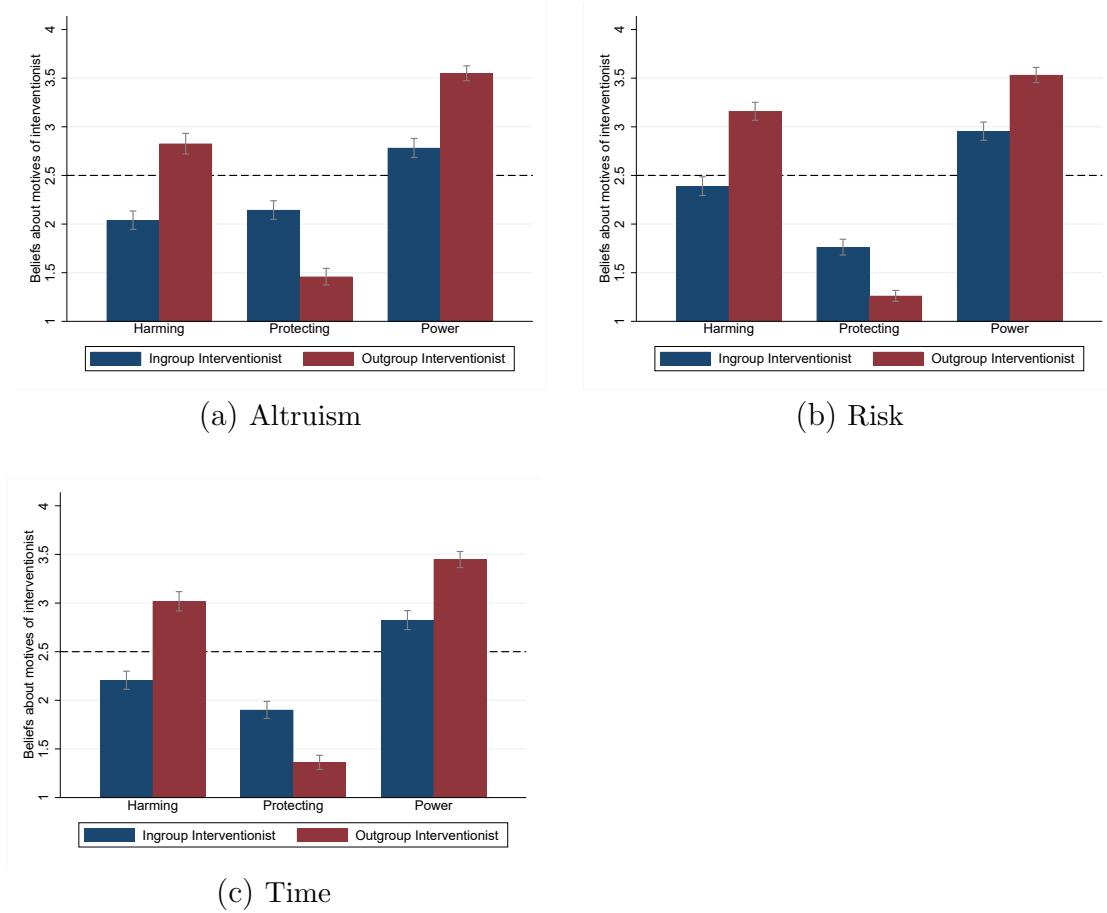 Beliefs about motives of interventionist
4
3.5
3
2.5
2
1.5
1
Harming Protecting Power
Ingroup Interventionist Outgroup Interventionist
(a) Altruism
Beliefs about motives of interventionist
4
3.5
3
2.5
2
1.5
1
Harming Protecting Power
Ingroup Interventionist Outgroup Interventionist
(b) Risk
Beliefs about motives of interventionist
4
3.5
3
2.5
2
1.5
1
Harming Protecting Power
Ingroup Interventionist Outgroup Interventionist
(c) Time